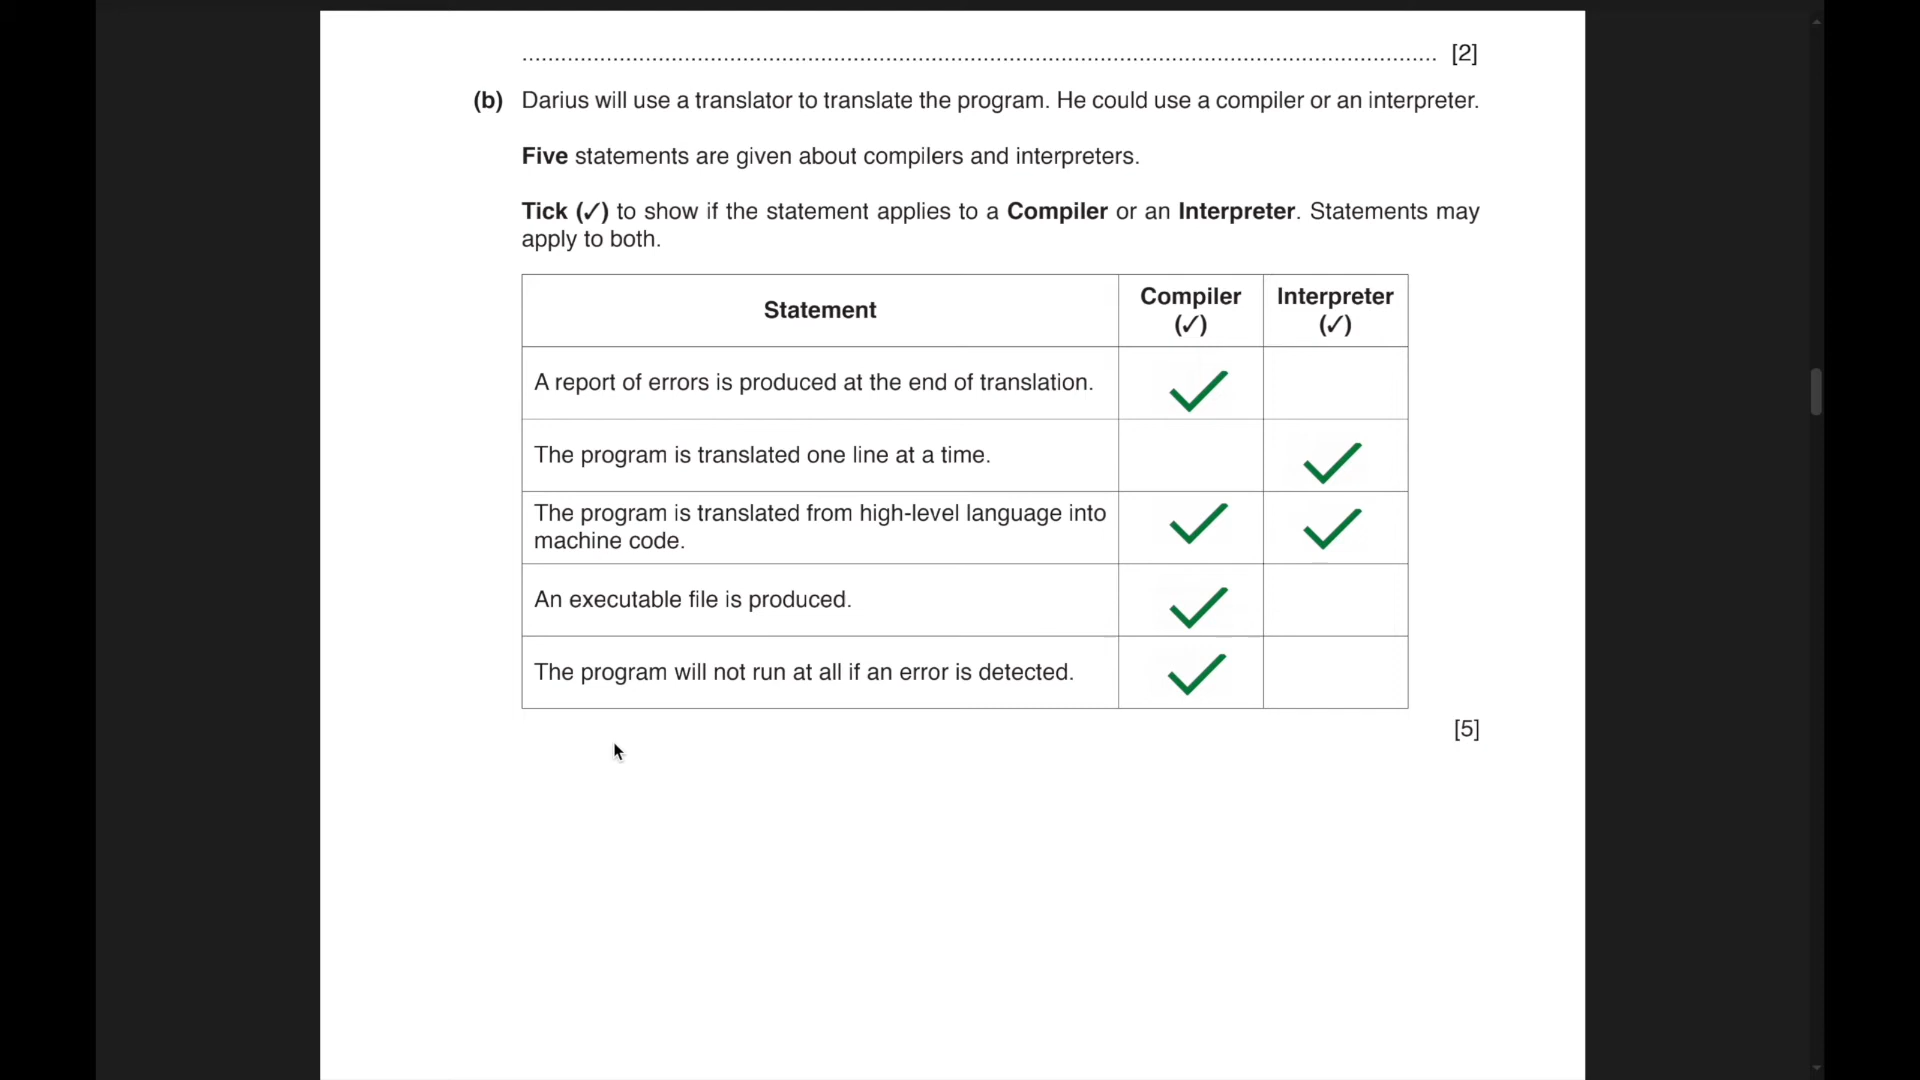 ................................................................................................................................................ [2]
(b) Darius will use a translator to translate the program. He could use a compiler or an interpreter.
Five statements are given about compilers and interpreters.
Tick (✓) to show if the statement applies to a Compiler or an Interpreter. Statements may
apply to both.
Statement
Compiler
(✓)
Interpreter
(✓)
A report of errors is produced at the end of translation. ✓
The program is translated one line at a time. ✓
The program is translated from high-level language into
machine code. ✓ ✓
An executable file is produced. ✓
The program will not run at all if an error is detected. ✓
[5]